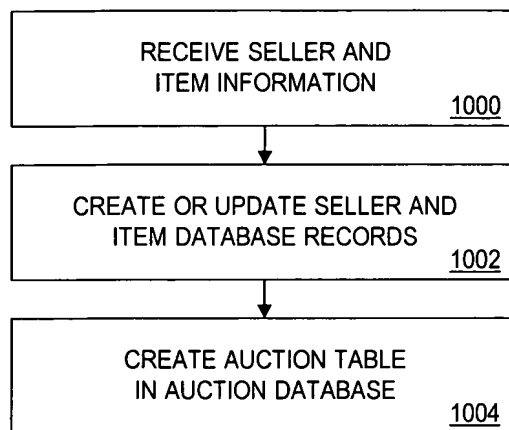 RECEIVE SELLER AND
ITEM INFORMATION
1000
CREATE OR UPDATE SELLER AND
ITEM DATABASE RECORDS
1002
CREATE AUCTION TABLE
IN AUCTION DATABASE
1004